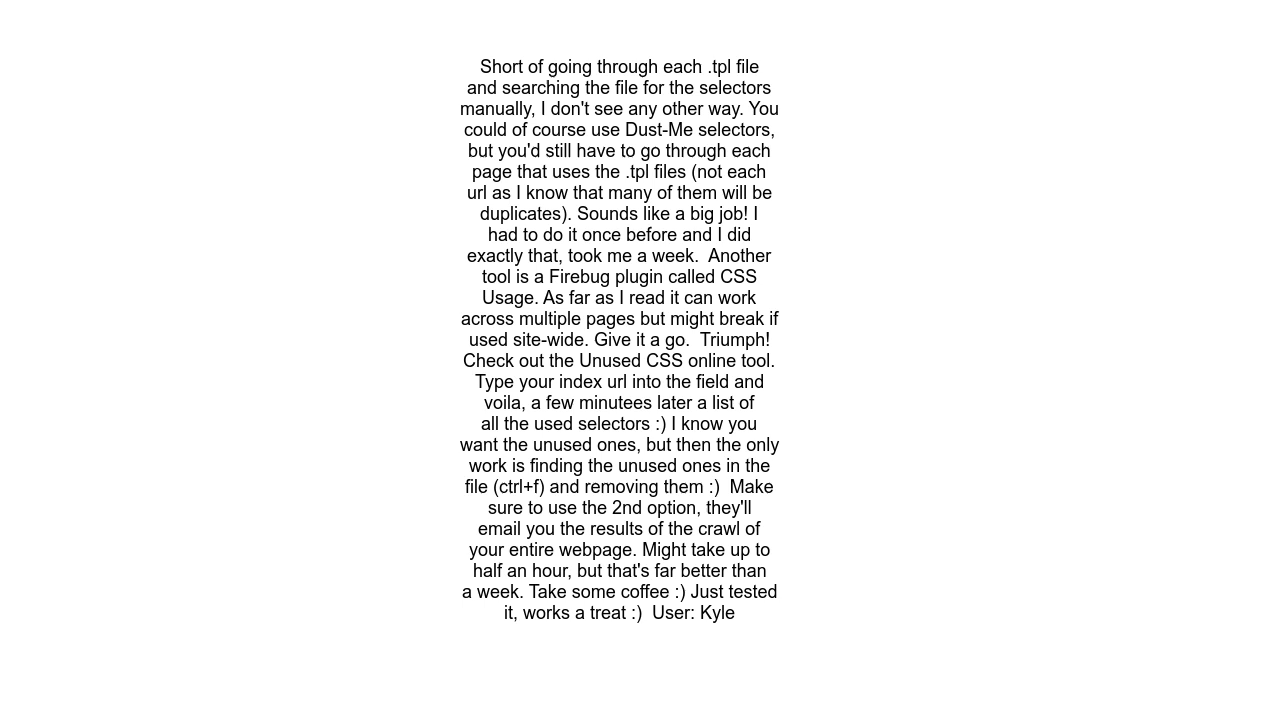 Short of going through each .tpl file
and searching the file for the selectors
manually, I don't see any other way. You
could of course use Dust-Me selectors,
but you'd still have to go through each
page that uses the .tpl files (not each
url as I know that many of them will be
duplicates). Sounds like a big job! I
had to do it once before and I did
exactly that, took me a week.  Another
tool is a Firebug plugin called CSS
Usage. As far as I read it can work
across multiple pages but might break if
used site-wide. Give it a go.  Triumph!
Check out the Unused CSS online tool.
Type your index url into the field and
voila, a few minutees later a list of
all the used selectors :) I know you
want the unused ones, but then the only
work is finding the unused ones in the
file (ctrl+f) and removing them :)  Make
sure to use the 2nd option, they'll
email you the results of the crawl of
your entire webpage. Might take up to
half an hour, but that's far better than
a week. Take some coffee :) Just tested
it, works a treat :)  User: Kyle